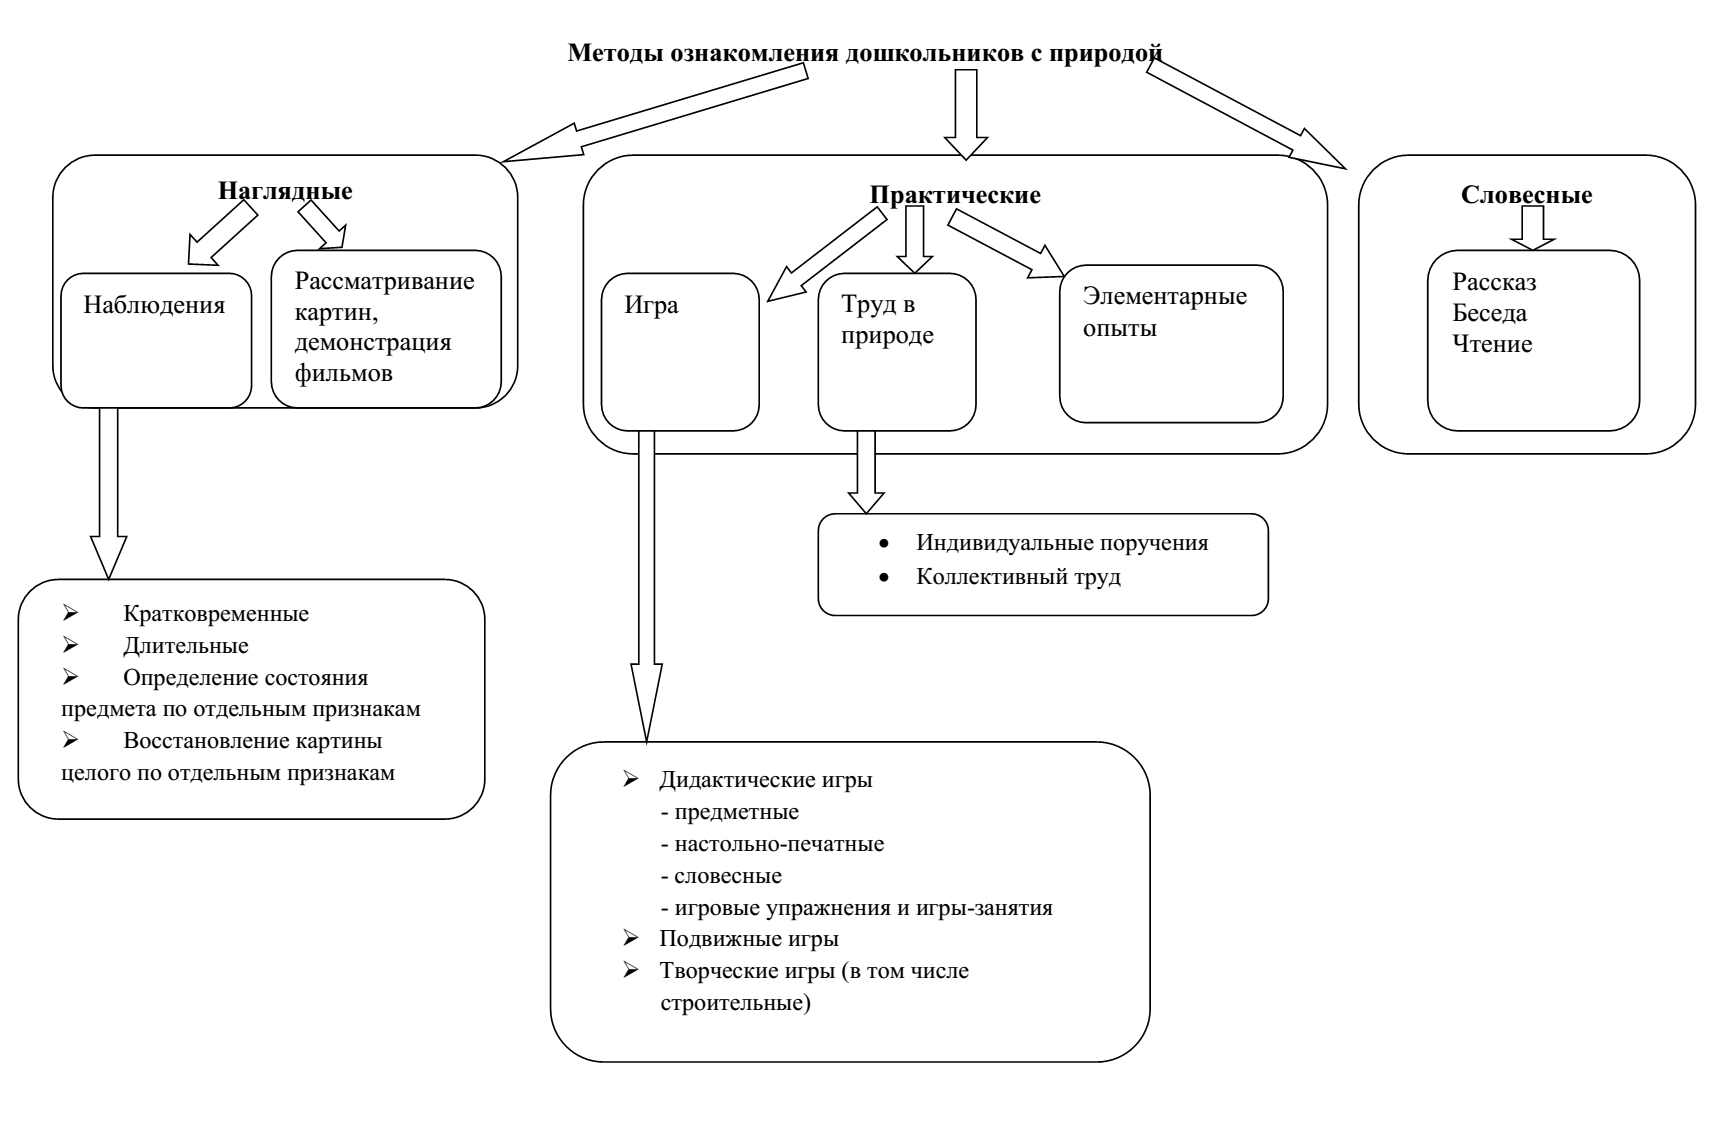 Методы ознакомления дошкольников с природой
Наглядные
Наблюдения
Рассматривание
картин,
демонстрация
фильмов
Практические
Игра
Труд в
природе
Элементарные
опыты
Словесные
Рассказ
Беседа
Чтение
• Индивидуальные поручения
• Коллективный труд
➢ Кратковременные
➢ Длительные
➢ Определение состояния
предмета по отдельным признакам
➢ Восстановление картины
целого по отдельным признакам
➢ Дидактические игры
- предметные
- настольно-печатные
- словесные
- игровые упражнения и игры-занятия
➢ Подвижные игры
➢ Творческие игры (в том числе
строительные)